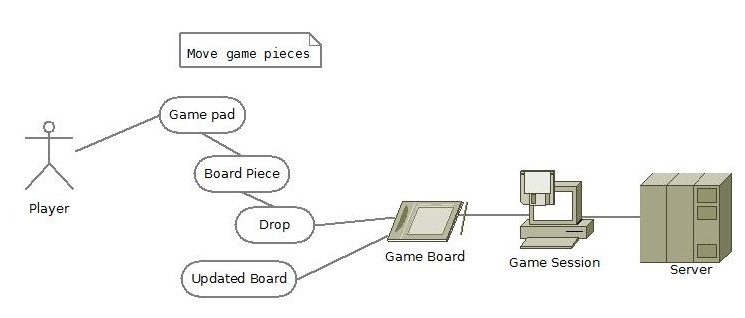 Move game pieces
Game pad
Board Piece
Player
Drop
Game Board
Game Session
Server
Updated Board